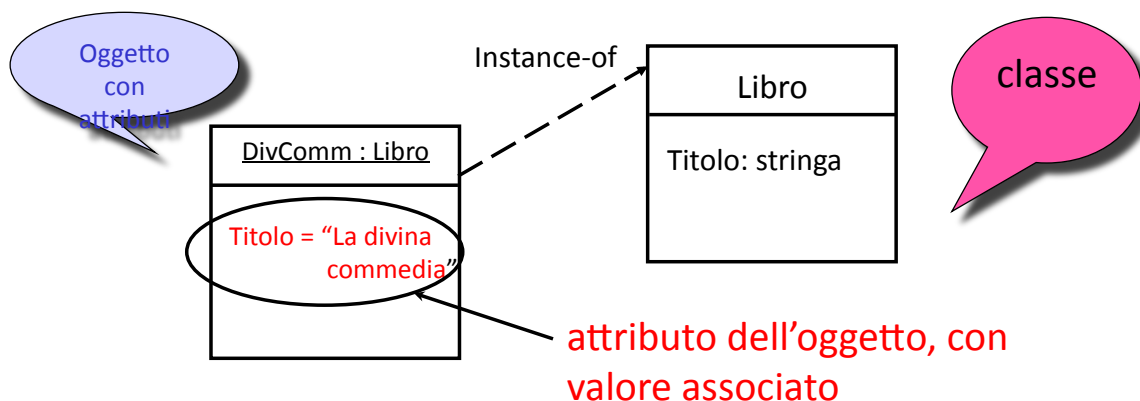 Oggetto
con
attributi
Instance-of
Libro
Titolo: stringa
classe
DivComm : Libro
Titolo = “La divina
commedia”
attributo dell’oggetto, con
valore associato